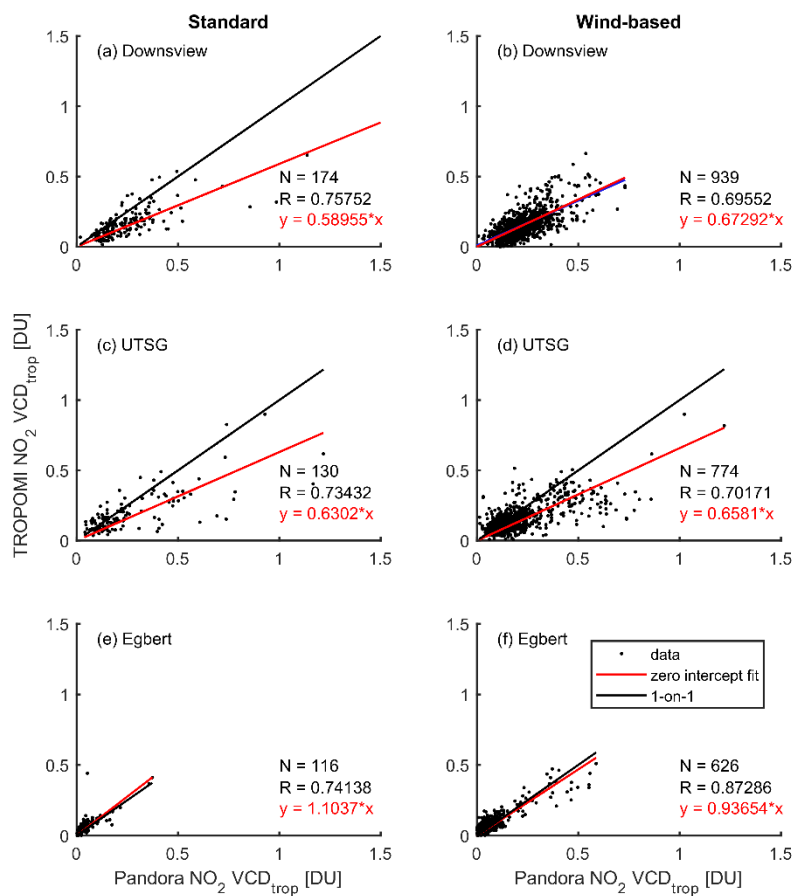 Standard
Wind-based
(a) Downsview
1.5
1
0.5
0
0
0.5
1
1.5
N = 174
R = 0.75752
y = 0.58955*x
(b) Downsview
1.5
1
0.5
0
0
0.5
1
1.5
N = 939
R = 0.69552
y = 0.67292*x
TROPOMI NO2 VCDtrop [DU]
(c) UTSG
1.5
1
0.5
0
0
0.5
1
1.5
N = 130
R = 0.73432
y = 0.6302*x
(d) UTSG
1.5
1
0.5
0
0
0.5
1
1.5
N = 774
R = 0.70171
y = 0.6581*x
(e) Egbert
1.5
1
0.5
0
0
0.5
1
1.5
N = 116
R = 0.74138
y = 1.1037*x
Pandora NO2 VCDtrop [DU]
(f) Egbert
1.5
1
0.5
0
0
0.5
1
1.5
data
zero intercept fit
1-on-1
N = 626
R = 0.87286
y = 0.93654*x
Pandora NO2 VCDtrop [DU]